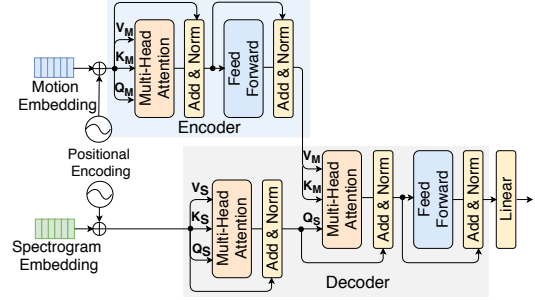 V_M
K_M
Q_M
Multi-Head
Attention
Add & Norm
Feed
Forward
Add & Norm
Motion
Embedding
Encoder
Positional
Encoding
V_M
K_M
Q_S
Multi-Head
Attention
Add & Norm
Feed
Forward
Add & Norm
Linear
V_S
K_S
Q_S
Multi-Head
Attention
Add & Norm
Spectrogram
Embedding
Decoder